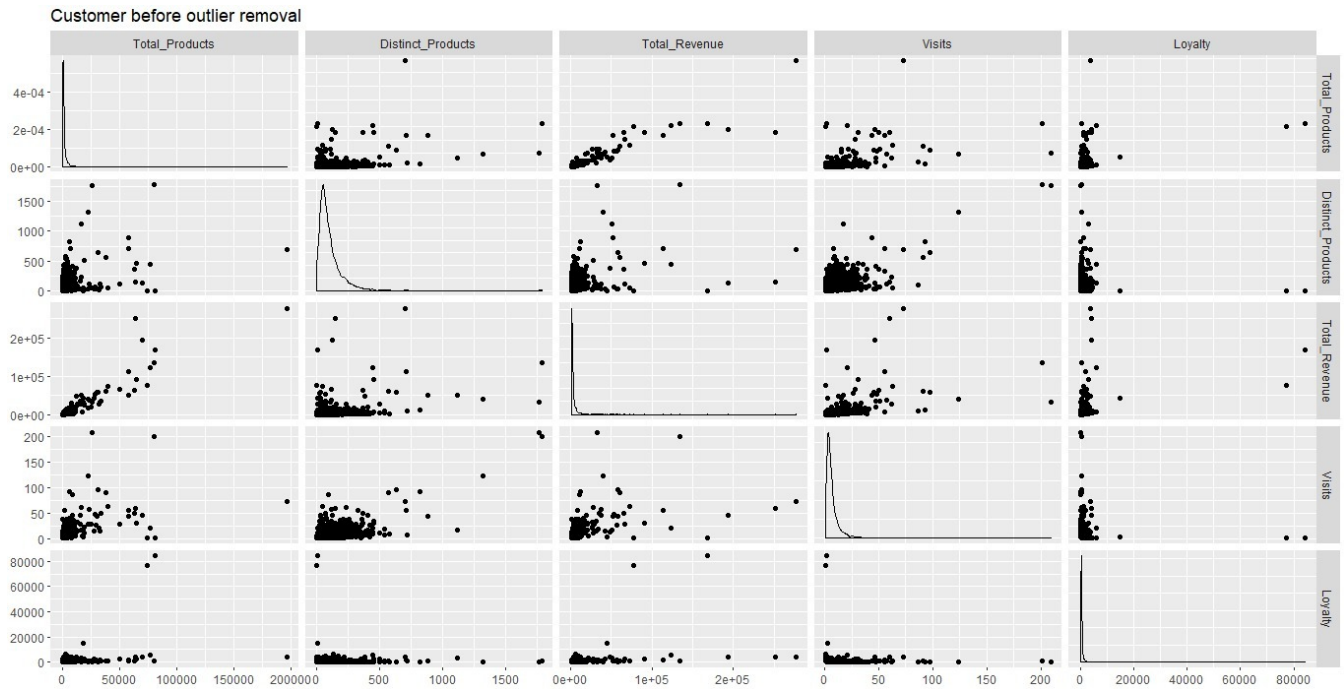 Customer before outlier removal
Total_Products Distinct_Products Total_Revenue Visits Loyalty
4e-04
2e-04
0e+00
Total_Products
1500
1000
500
0
Distinct_Products
2e+05
1e+05
0e+00
Total_Revenue
200
150
100
50
0
Visits
80000
60000
40000
20000
0
Loyalty
0 50000 100000 150000 200000
0 500 1000 1500
0e+00 1e+05 2e+05
0 50 100 150 200
0 20000 40000 60000 80000